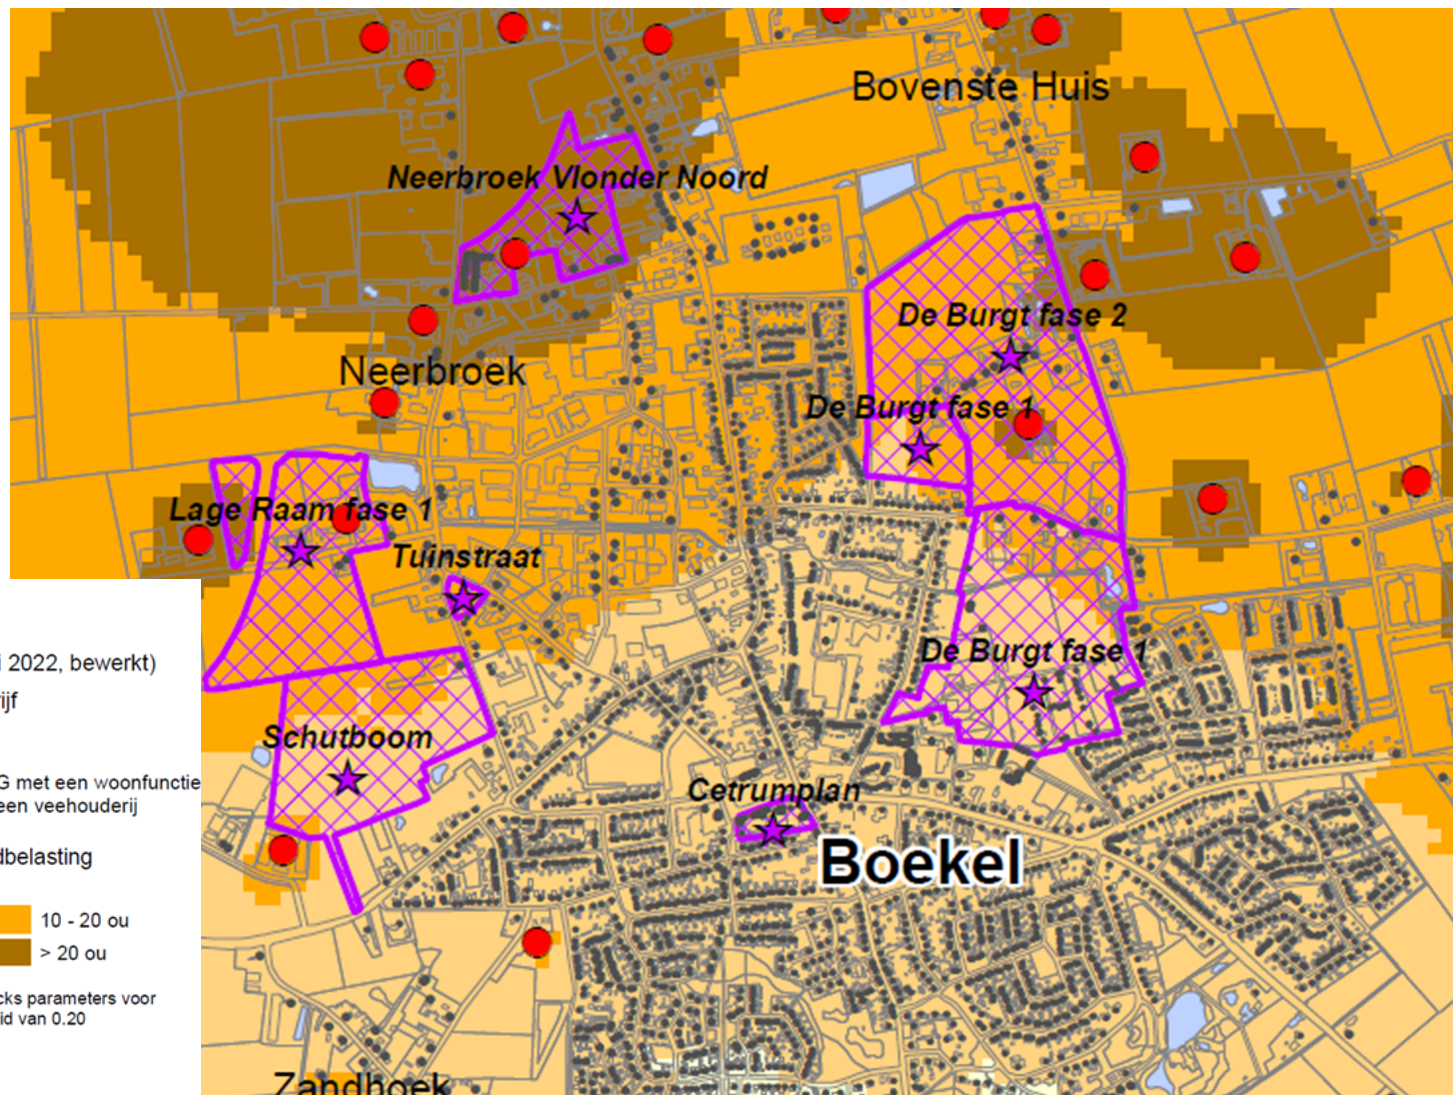 Bovenste Huis
Neerbroek Vlonder Noord
De Burgt fase 2
Neerbroek
De Burgt fase 1
Lage Raam fase 1
Tuinstraat
De Burgt fase 1
Schutboom
Cetrumplan
Boekel
Zandhoek
i 2022, bewerkt)
ijf
G met een woonfunctie
een veehouderij
dbelasting
10 - 20 ou
> 20 ou
cks parameters voor
id van 0.20